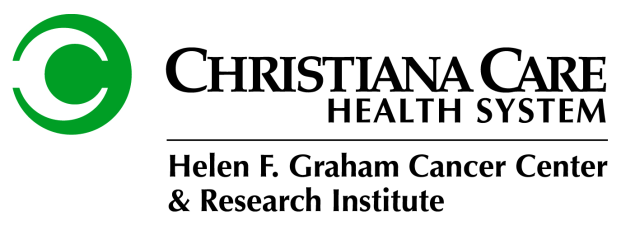 CHRISTIANA CARE
HEALTH SYSTEM
Helen F. Graham Cancer Center
& Research Institute